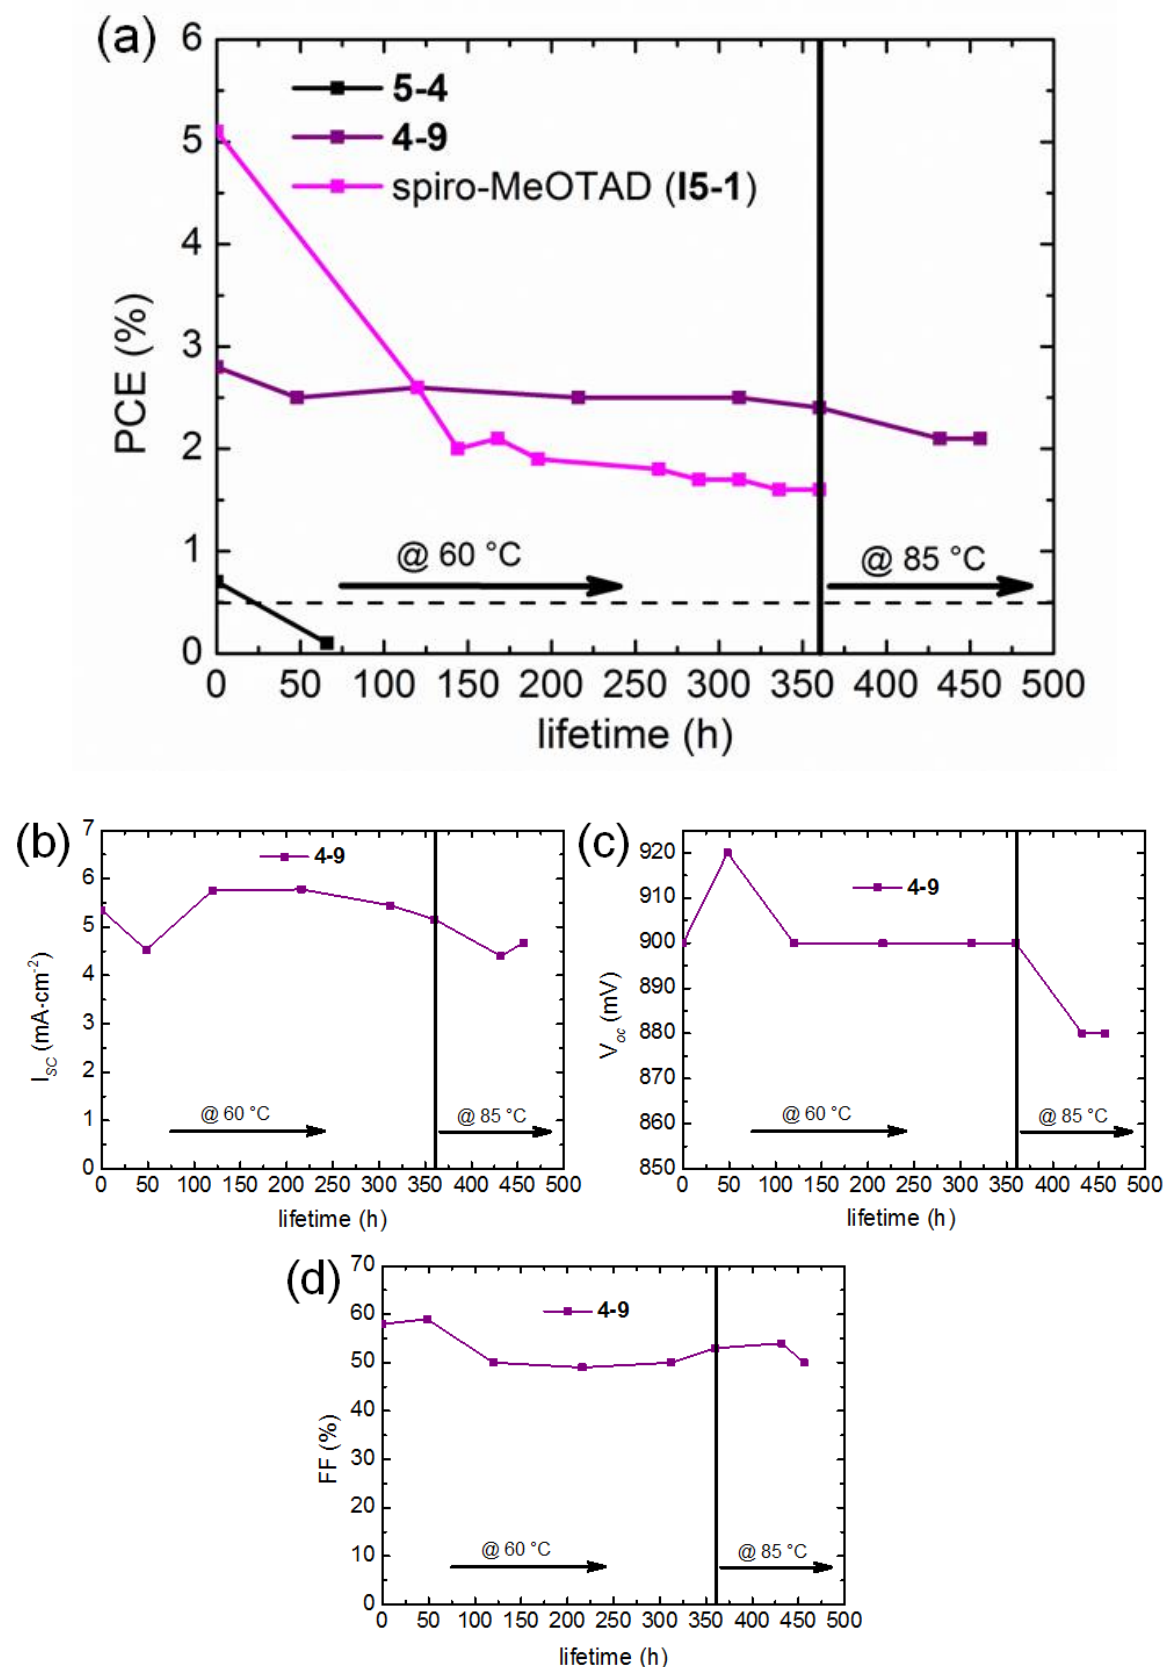 (a)
6
5
4
3
2
1
0
PCE (%)
5-4
4-9
spiro-MeOTAD (I5-1)
@ 60 °C
@ 85 °C
0 50 100 150 200 250 300 350 400 450 500
lifetime (h)
(b)
7
6
5
4
3
2
1
0
I_SC (mA·cm⁻²)
4-9
@ 60 °C
@ 85 °C
0 50 100 150 200 250 300 350 400 450 500
lifetime (h)
(c)
920
910
900
890
880
870
860
850
V_oc (mV)
4-9
@ 60 °C
@ 85 °C
0 50 100 150 200 250 300 350 400 450 500
lifetime (h)
(d)
70
60
50
40
30
20
10
0
FF (%)
4-9
@ 60 °C
@ 85 °C
0 50 100 150 200 250 300 350 400 450 500
lifetime (h)